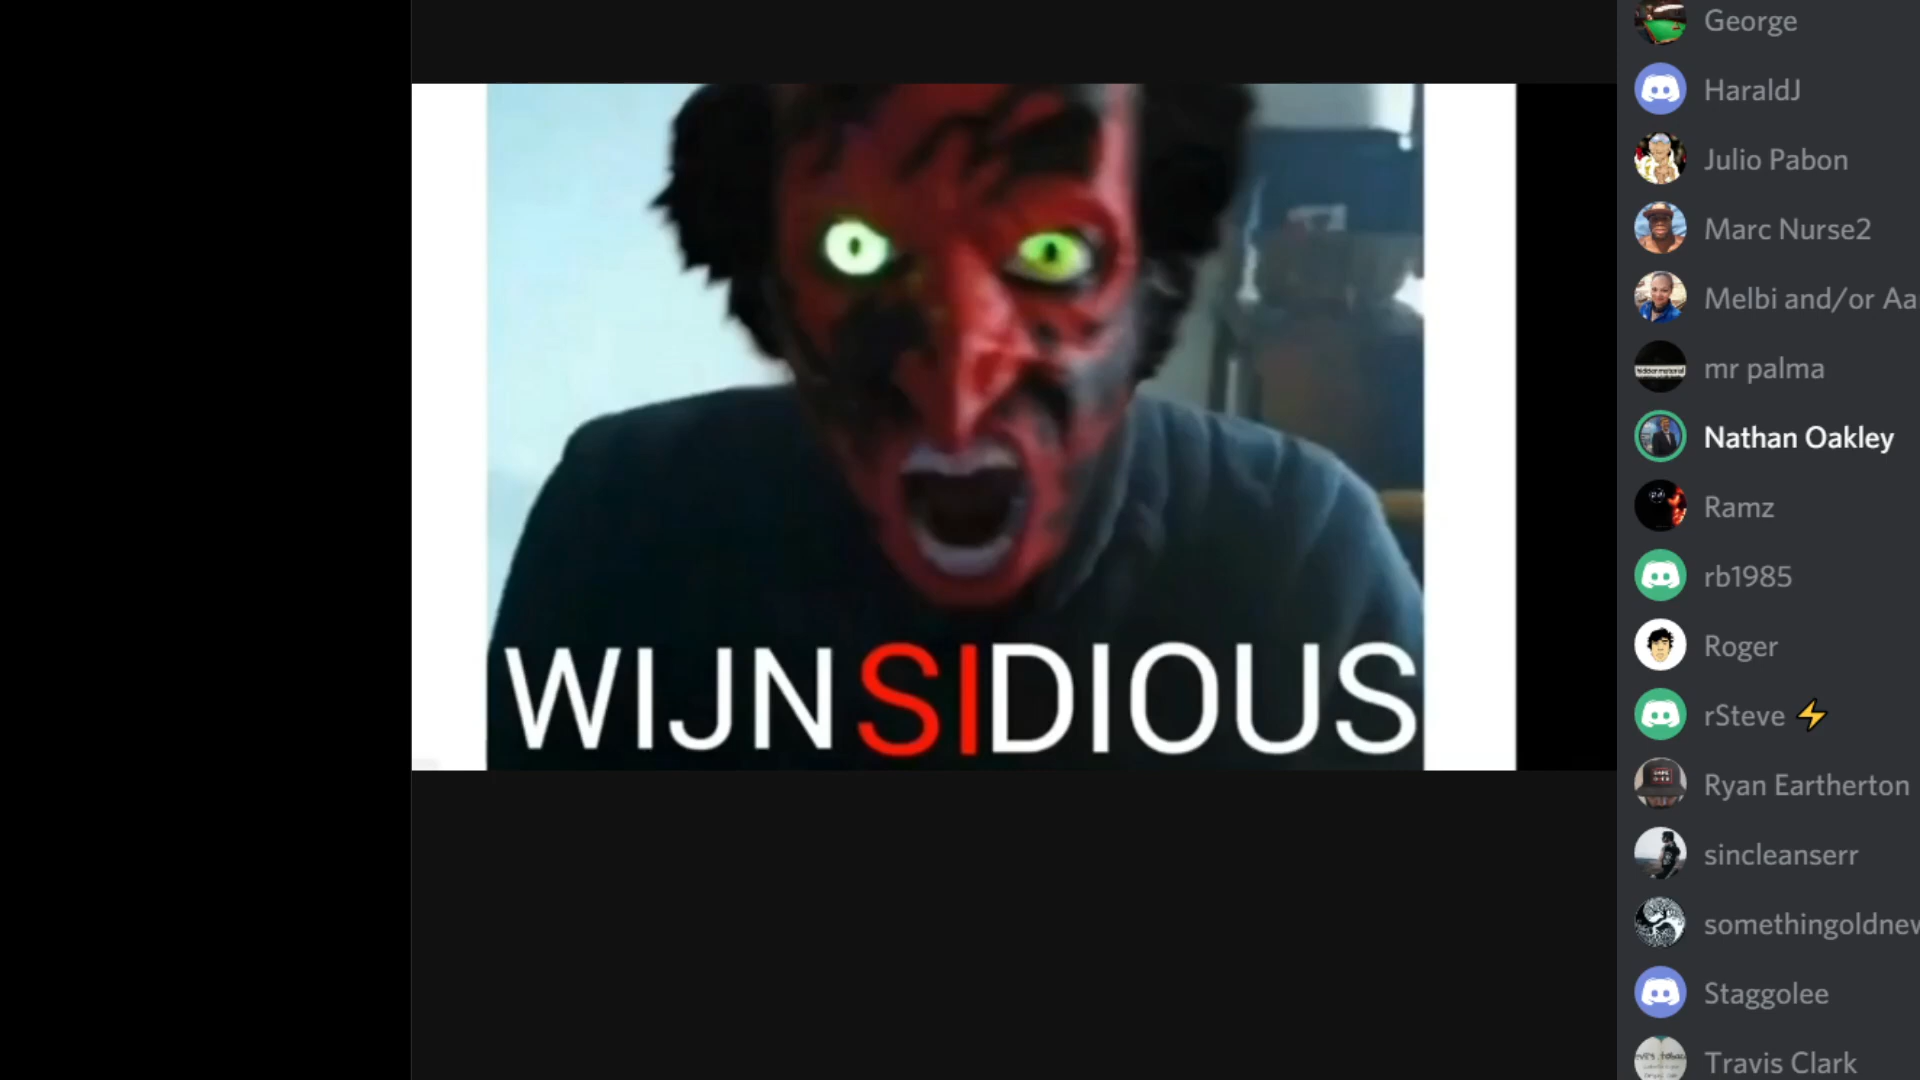 WIJNSIDIOUS
George
HaraldJ
Julio Pabon
Marc Nurse2
Melbi and/or Aa
mr palma
Nathan Oakley
Ramz
rb1985
Roger
rSteve ⚡
Ryan Eartherton
sincleanserr
somethingoldnew
Staggolee
Travis Clark